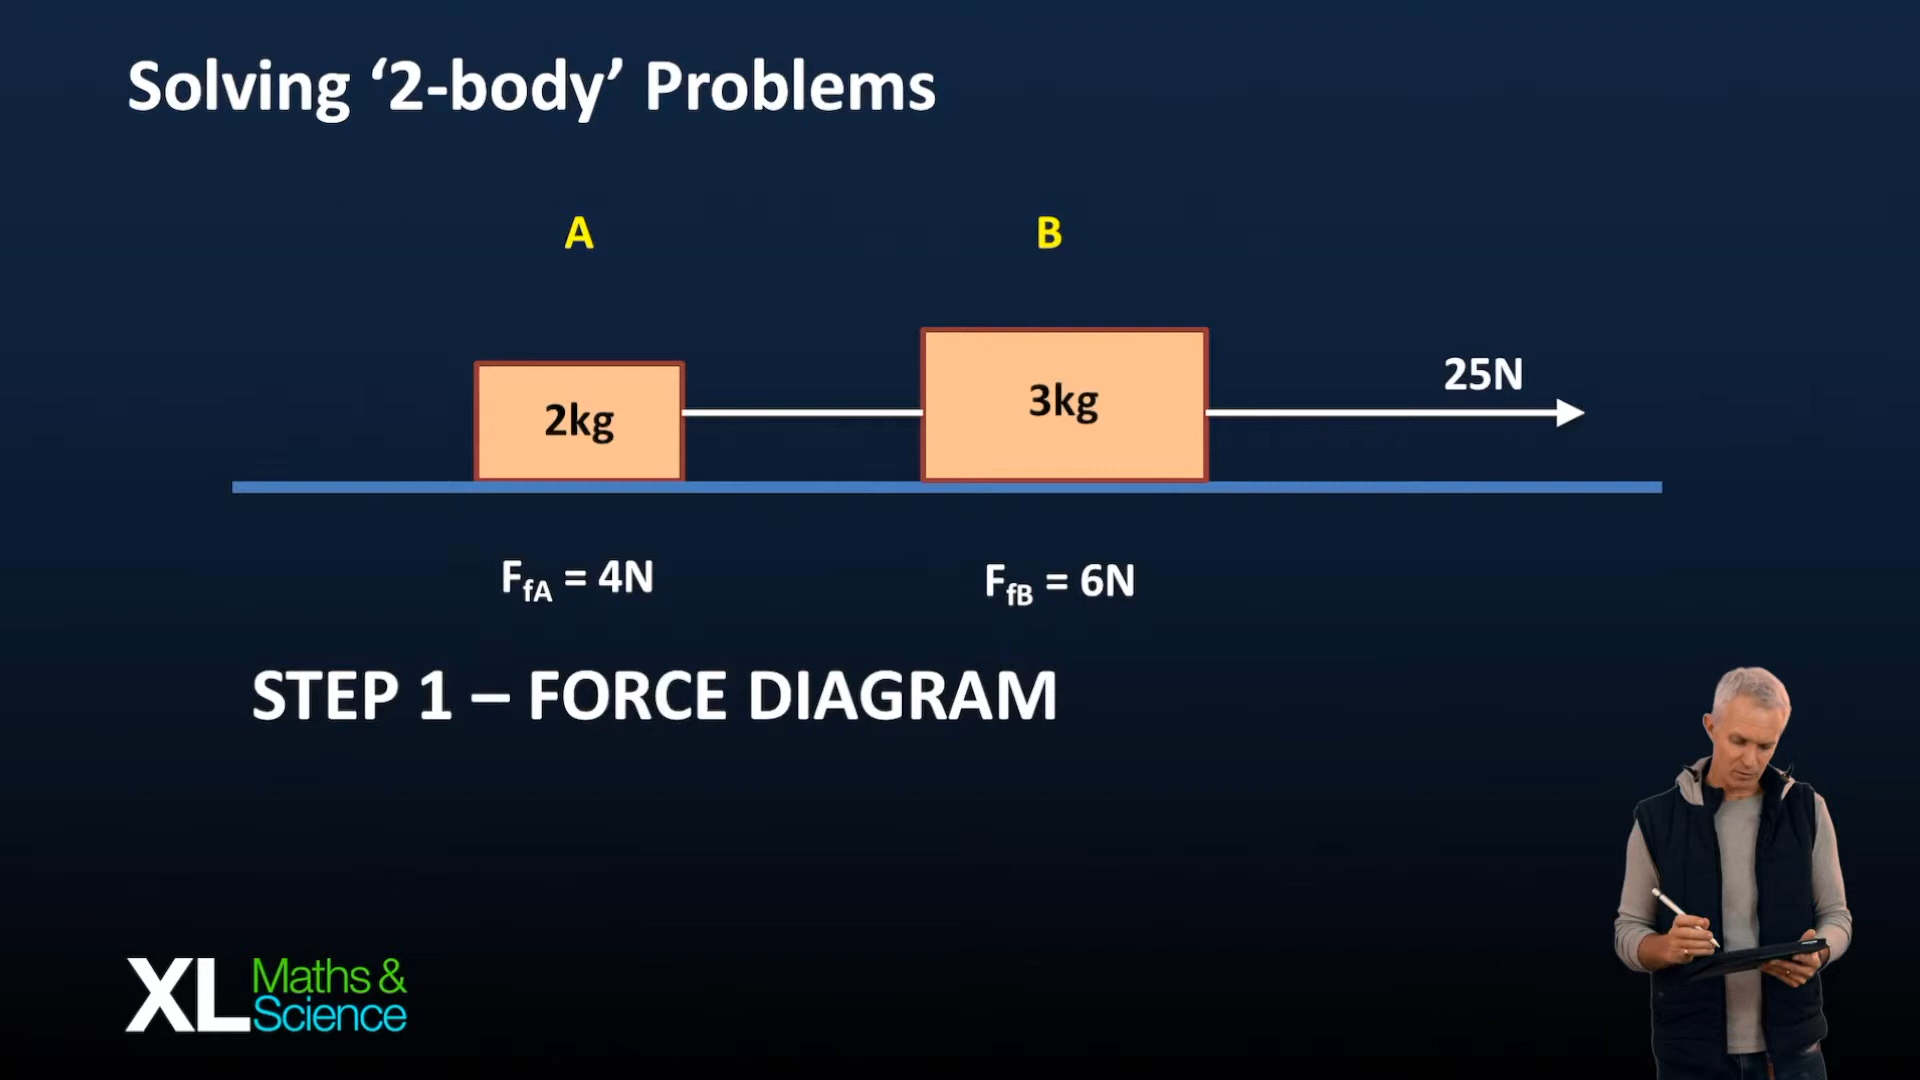 Solving ‘2-body’ Problems
A B
25N
2kg 3kg
FfA = 4N FfB = 6N
STEP 1 – FORCE DIAGRAM
XL Maths &
Science